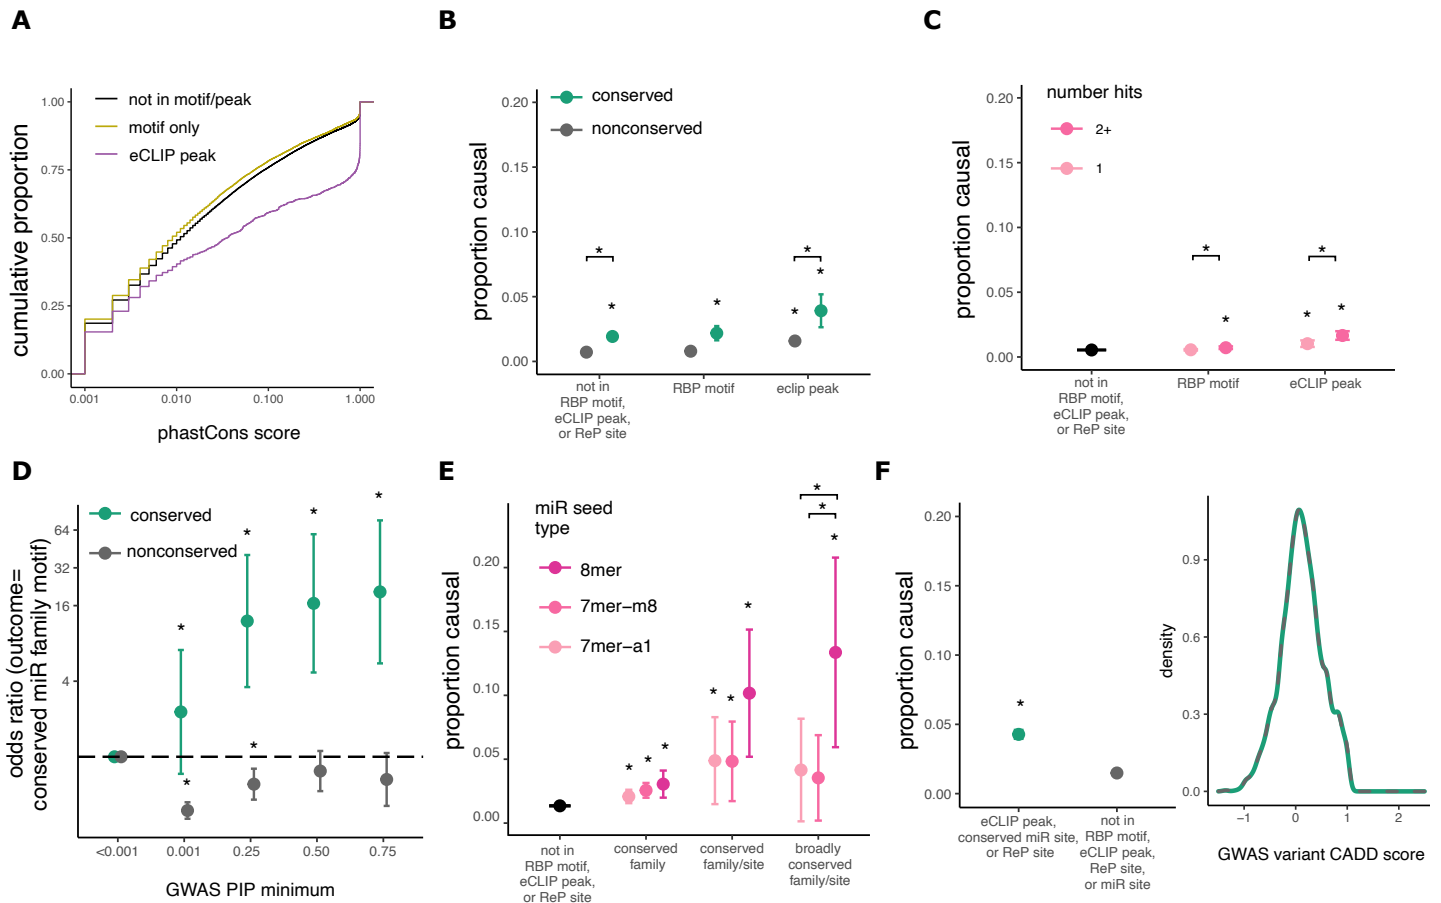 A
cumulative proportion
1.00
0.75
0.50
0.25
0.00
not in motif/peak
motif only
eCLIP peak
0.001
0.010
0.100
1.000
phastCons score
B
proportion causal
0.20
0.15
0.10
0.05
0.00
conserved
nonconserved
*
*
*
*
*
*
not in
RBP motif,
eCLIP peak,
or ReP site
RBP motif
eclip peak
C
proportion causal
0.20
0.15
0.10
0.05
0.00
number hits
2+
1
*
*
*
*
*
not in
RBP motif,
eCLIP peak,
or ReP site
RBP motif
eCLIP peak
D
odds ratio (outcome=
conserved miR family motif)
64
32
16
4
conserved
nonconserved
*
*
*
*
*
*
<0.001
0.001
0.25
0.50
0.75
GWAS PIP minimum
E
proportion causal
0.20
0.15
0.10
0.05
0.00
miR seed
type
8mer
7mer−m8
7mer−a1
*
*
*
*
*
*
*
*
*
not in
RBP motif,
eCLIP peak,
or ReP site
conserved
family
conserved
family/site
broadly
conserved
family/site
F
proportion causal
0.20
0.15
0.10
0.05
0.00
*
eCLIP peak,
conserved miR site,
or ReP site
not in
RBP motif,
eCLIP peak,
ReP site,
or miR site
density
0.9
0.6
0.3
0.0
−1
0
1
2
GWAS variant CADD score